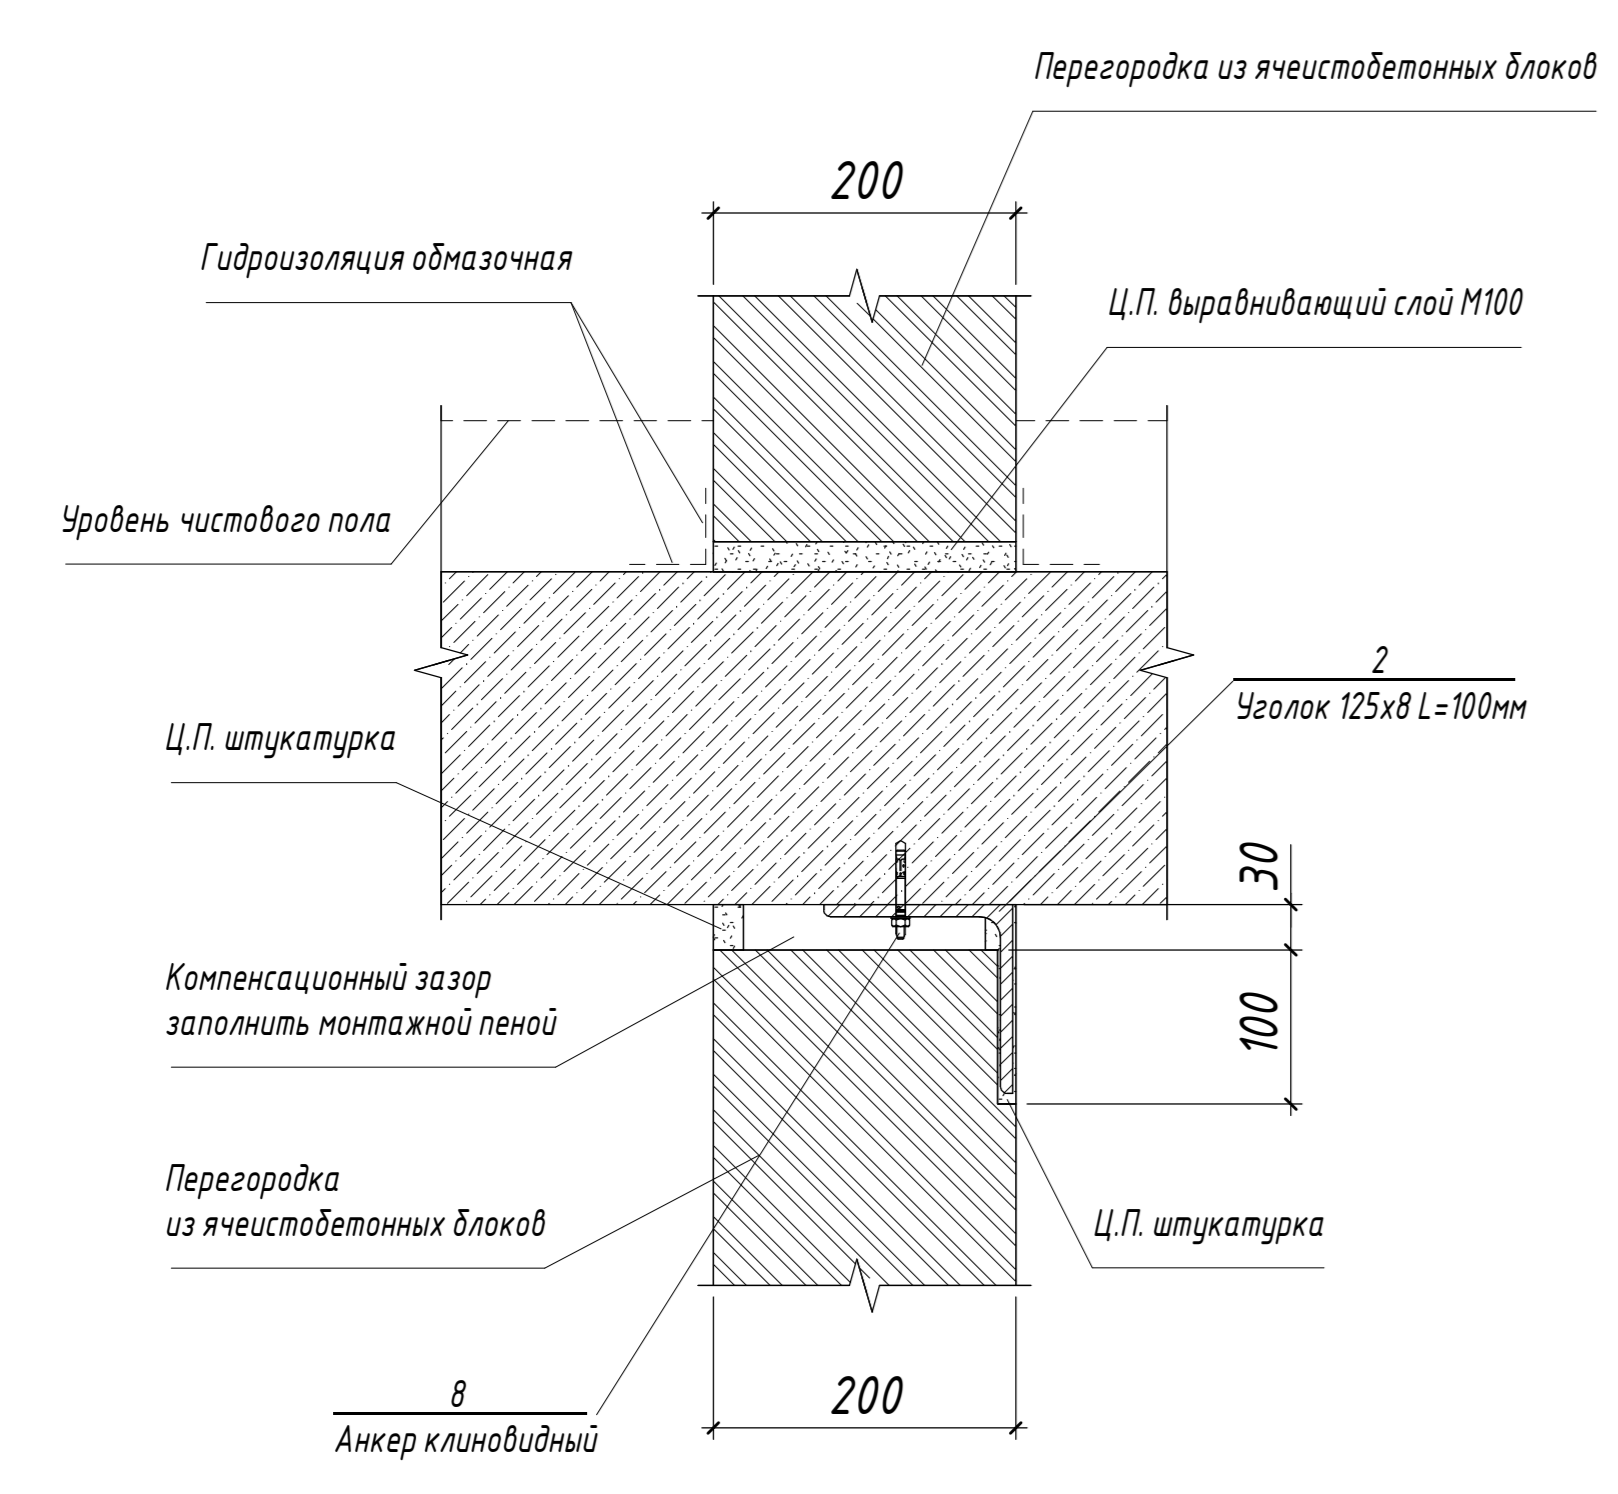 Перегородка из ячеистобетонных блоков
200
Гидроизоляция обмазочная
Ц.П. выравнивающий слой М100
Уровень чистового пола
2
Уголок 125х8 L=100мм
Ц.П. штукатурка
30
Компенсационный зазор
заполнить монтажной пеной
100
Перегородка
из ячеистобетонных блоков
Ц.П. штукатурка
200
8
Анкер клиновидный